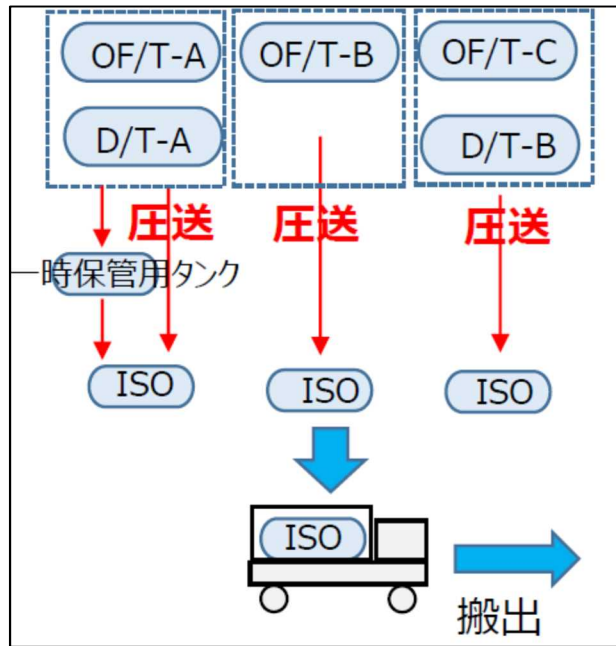 OF/T-A
OF/T-B
OF/T-C
D/T-A
D/T-B
圧送
圧送
圧送
一時保管用タンク
ISO
ISO
ISO
ISO
搬出